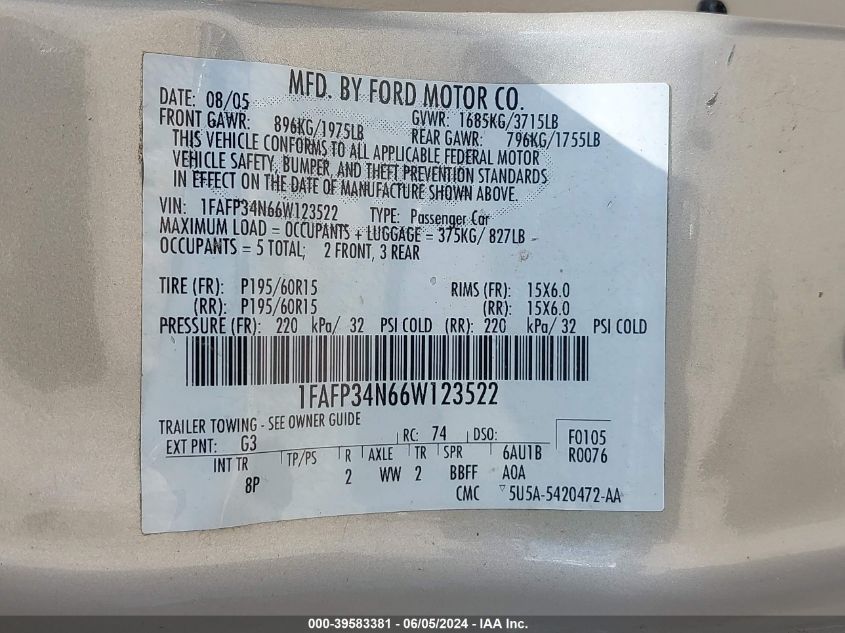 MFD. BY FORD MOTOR CO.
DATE: 08/05 GVWR: 1685KG/3715LB
FRONT GAWR: 896KG/1975LB REAR GAWR: 796KG/1755LB
THIS VEHICLE CONFORMS TO ALL APPLICABLE FEDERAL MOTOR
VEHICLE SAFETY, BUMPER, AND THEFT PREVENTION STANDARDS
IN EFFECT ON THE DATE OF MANUFACTURE SHOWN ABOVE.
VIN: 1FAFP34N66W123522 TYPE: Passenger Car
MAXIMUM LOAD = OCCUPANTS + LUGGAGE = 375KG/ 827LB
OCCUPANTS = 5 TOTAL; 2 FRONT, 3 REAR
TIRE (FR): P195/60R15 RIMS (FR): 15X6.0
(RR): P195/60R15 (RR): 15X6.0
PRESSURE (FR): 220 kPa/ 32 PSI COLD (RR): 220 kPa/ 32 PSI COLD
1FAFP34N66W123522
TRAILER TOWING - SEE OWNER GUIDE
EXT PNT: G3 RC: 74 DSO: F0105
INT TR TP/PS R AXLE TR SPR 6AU1B R0076
8P 2 WW 2 BBFF A0A
CMC ▽5U5A-5420472-AA
000-39583381 - 06/05/2024 - IAA Inc.